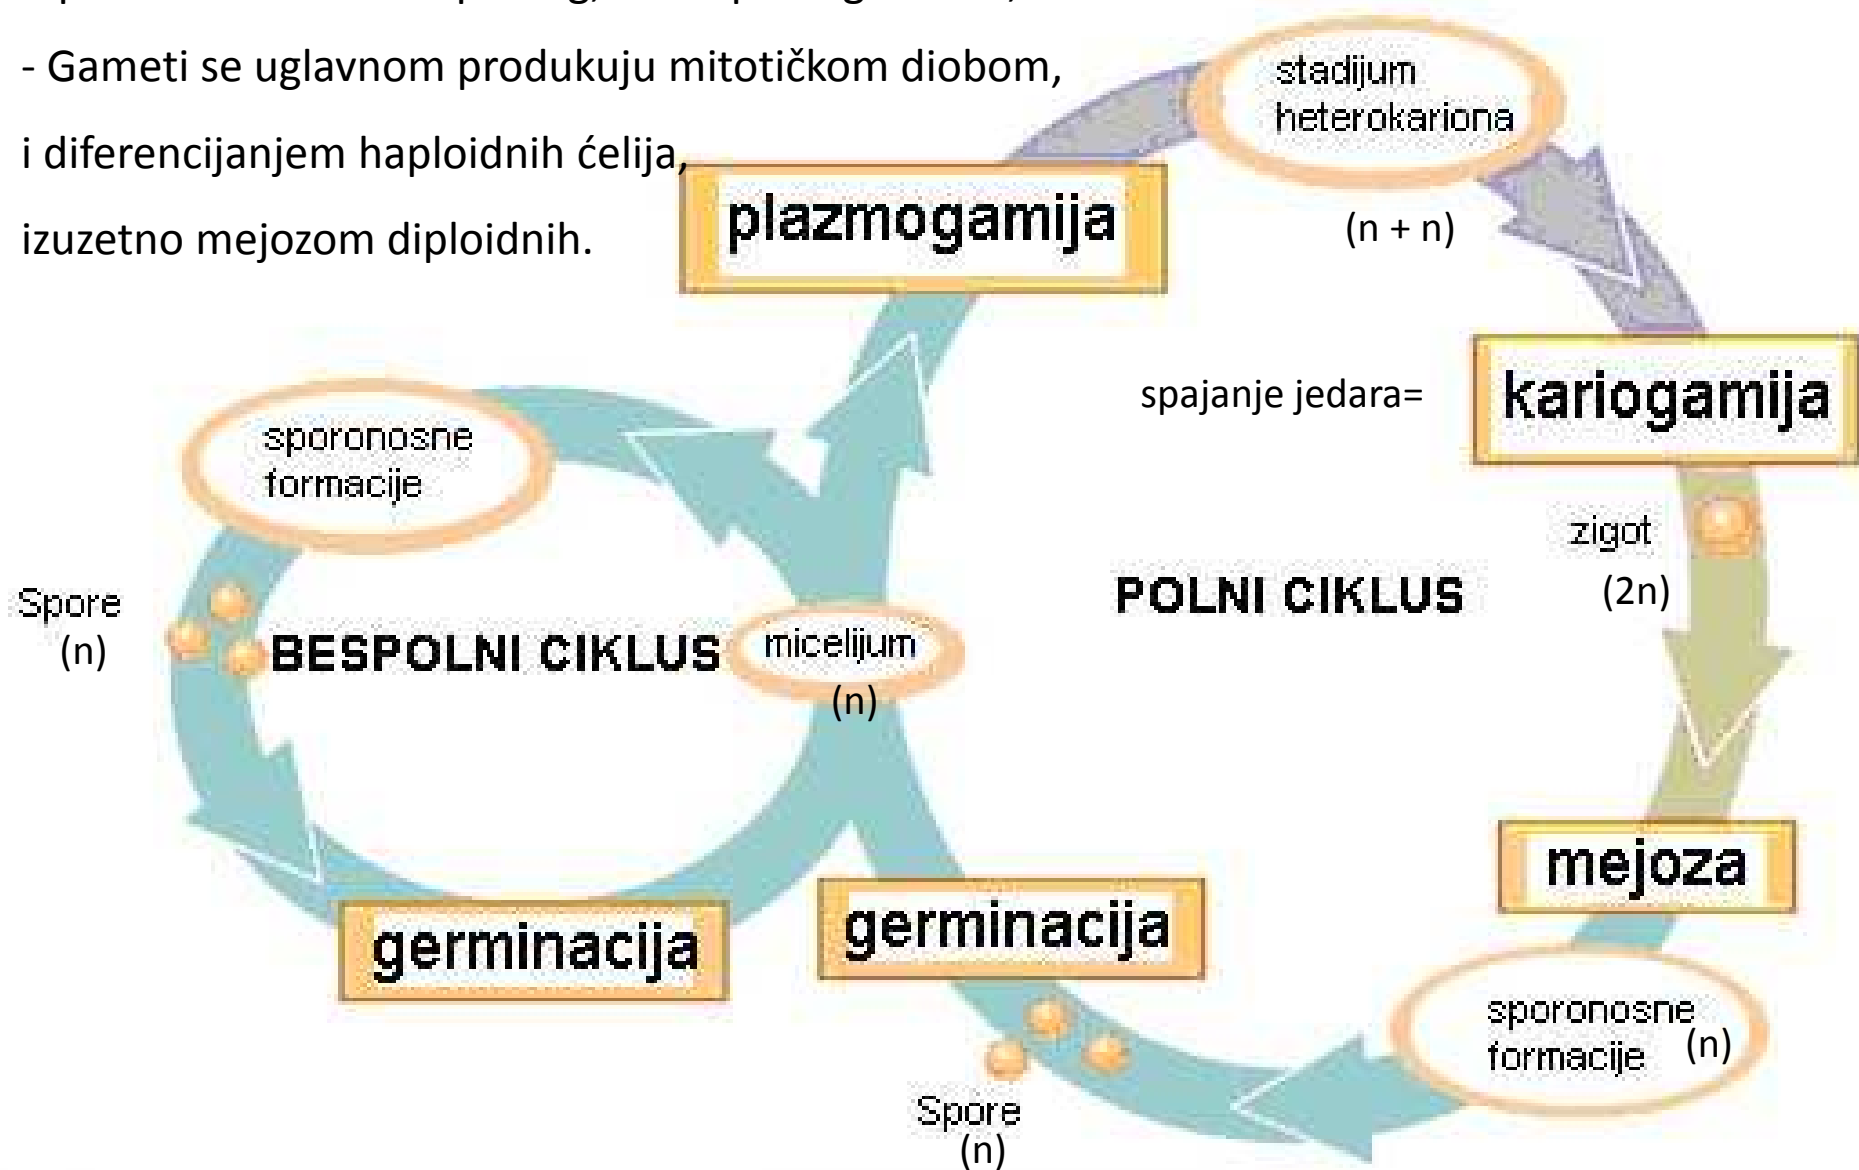 - Gameti se uglavnom produkuju mitotičkom diobom,
i diferencijanjem haploidnih ćelija,
izuzetno mejozom diploidnih.
stadijum
heterokariona
(n + n)
plazmogamija
spajanje jedara=
kariogamija
zigot
(2n)
sporonosne
formacije
Spore
(n)
BESPOLNI CIKLUS
micelijum
(n)
POLNI CIKLUS
mejoza
germinacija
germinacija
sporonosne
formacije (n)
Spore
(n)